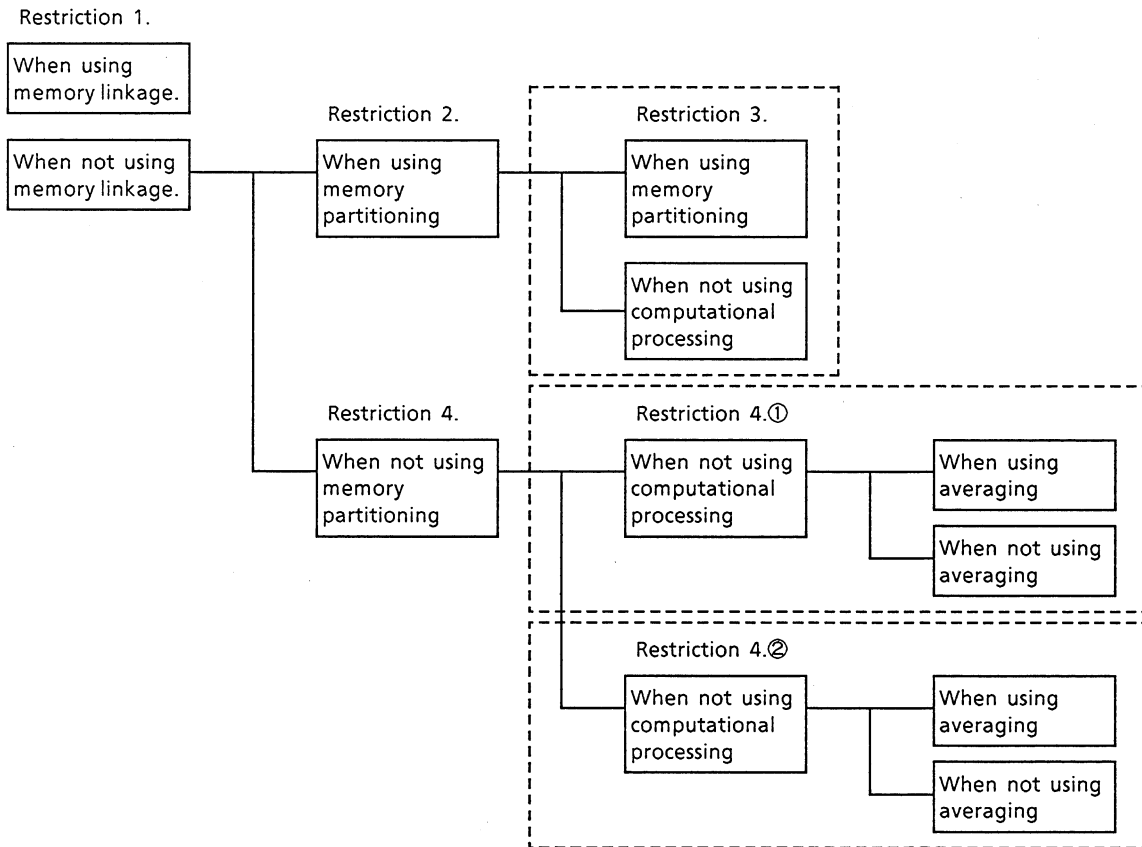 Restriction 1.
When using
memory linkage.
When not using
memory linkage.
Restriction 2.
When using
memory
partitioning
Restriction 3.
When using
memory
partitioning
When not using
computational
processing
Restriction 4.
When not using
memory
partitioning
Restriction 4.①
When not using
computational
processing
When using
averaging
When not using
averaging
Restriction 4.②
When not using
computational
processing
When using
averaging
When not using
averaging